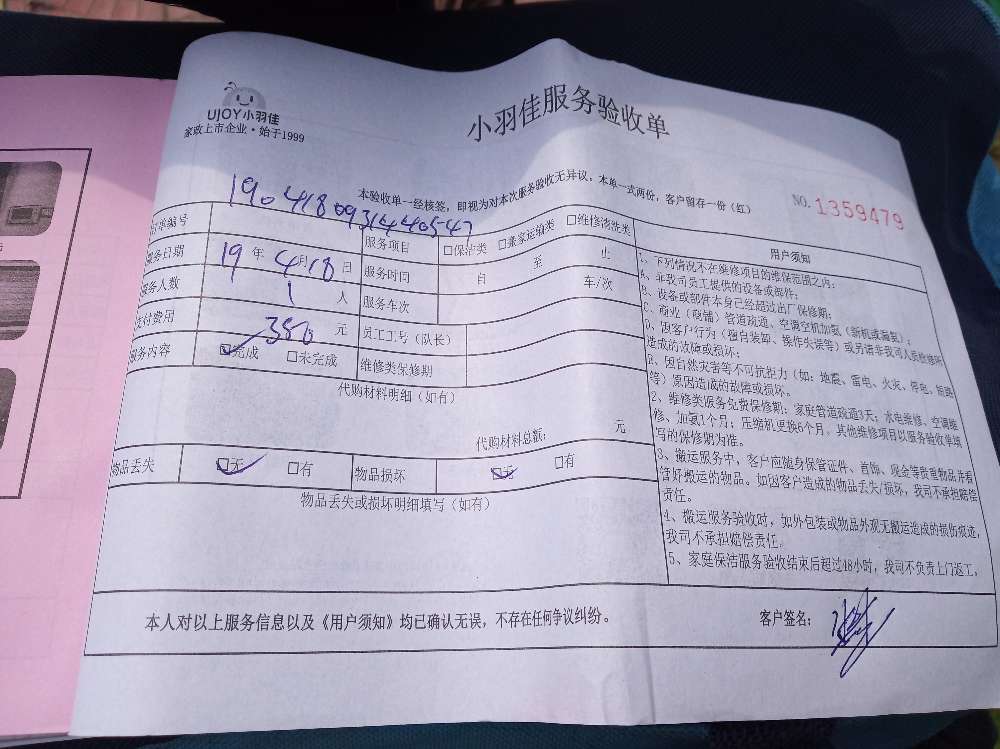 UJOY小羽佳
家政上市企业·始于1999
小羽佳服务验收单
本验收单一经核签，即视为对本次服务验收无异议，本单一式两份，客户留存一份（红）
NO.1359479
订单编号 190418093144440547
服务项目 □保洁类 □搬家运输类 □维修清洗类
服务日期 19年4月18日
服务时间 自 至 止
服务人数 1人
服务车次 车/次
支付费用 380元
员工工号（队长）
服务内容 ☑完成 □未完成
维修类保修期
代购材料明细（如有）
代购材料总额： 元
物品丢失 ☑无 □有
物品损坏 ☑无 □有
物品丢失或损坏明细填写（如有）
用户须知
1、下列情况不在维修项目的维保范围之内：
A、非我司员工提供的设备或部件；
B、设备或部件本身已经超过出厂保修期；
C、商业（商铺）管道疏通、空调空机加氨（新机或漏氨）；
D、因客户行为（擅自装卸、操作失误等）或另请非我司人员检修所
造成的故障或损坏；
E、因自然灾害等不可抗拒力（如：地震、雷电、火灾、停电、短路
等）原因造成的故障或损坏。
2、维修类服务免费保修期：家庭管道疏通3天；水电维修、空调维
修、加氨1个月；压缩机更换6个月，其他维修项目以服务验收单填
写的保修期为准。
3、搬运服务中，客户应随身保管证件、首饰、现金等贵重物品并看
管好搬运的物品。如因客户造成的物品丢失/损坏，我司不承担赔偿
责任。
4、搬运服务验收时，如外包装或物品外观无搬运造成的损伤痕迹，
我司不承担赔偿责任。
5、家庭保洁服务验收结束后超过48小时，我司不负责上门返工，
本人对以上服务信息以及《用户须知》均已确认无误，不存在任何争议纠纷。
客户签名：